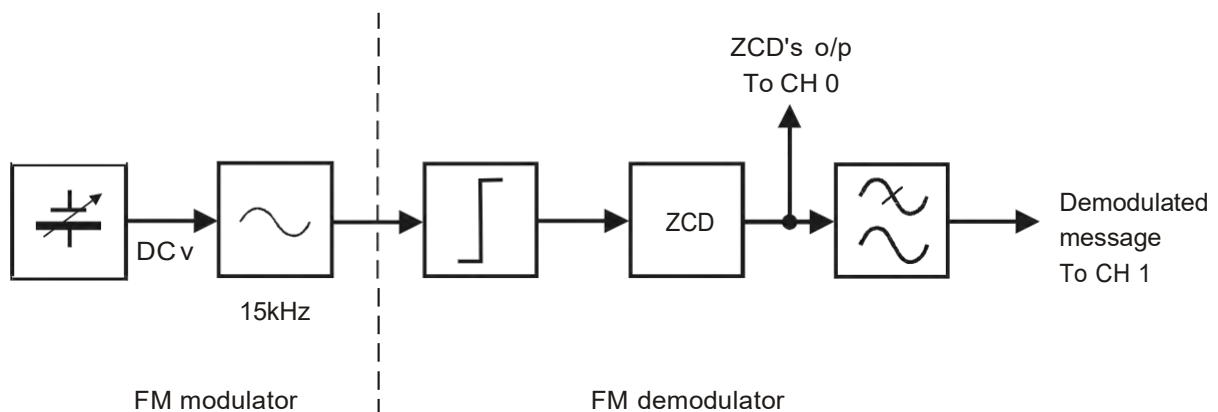 ZCD's o/p
To CH 0
DC v
ZCD
Demodulated
message
To CH 1
15kHz
FM modulator
FM demodulator